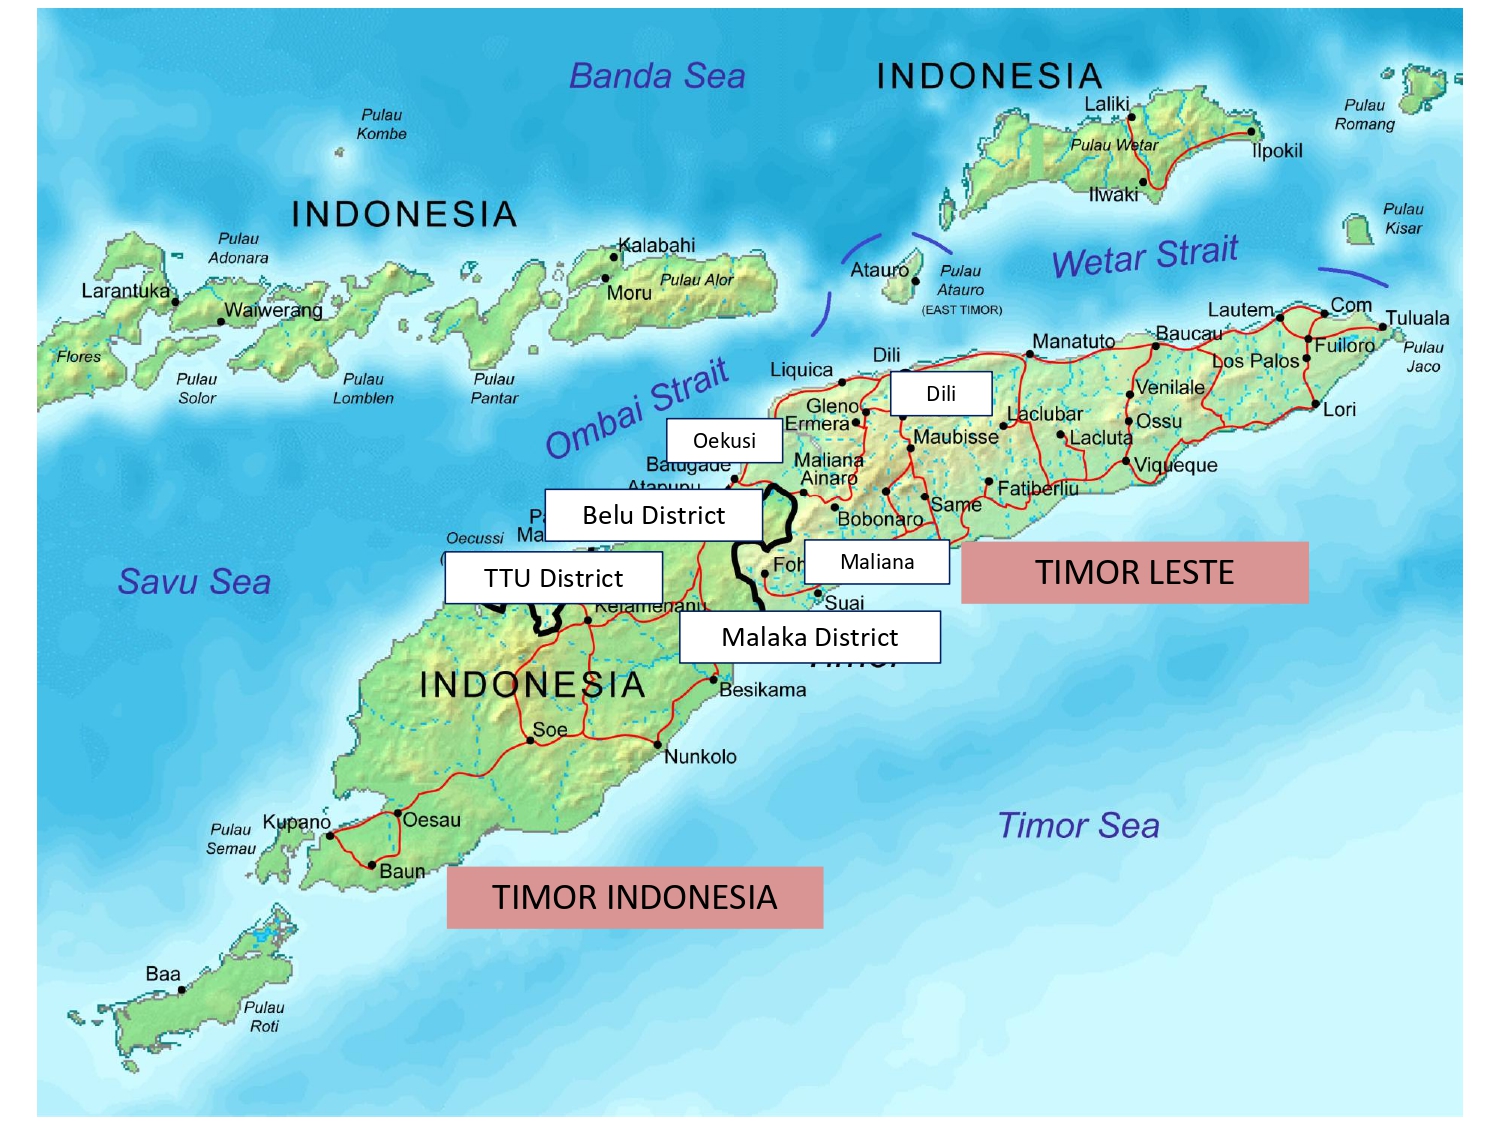 Banda Sea
INDONESIA
Laliki
Pulau
Romang
Pulau
Kombe
Pulau Wetar
Ilpokil
Ilwaki
INDONESIA
Pulau
Kisar
Pulau
Adonara
Kalabahi
Wetar Strait
Larantuka
Pulau Alor
Moru
Atauro
Pulau
Atauro
(EAST TIMOR)
Waiwerang
Lautem
Com
Tuluala
Flores
Manatuto
Baucau
Fuiloro
Los Palos
Pulau
Jaco
Dili
Liquica
Pulau
Solor
Pulau
Lomblen
Pulau
Pantar
Ombai Strait
Dili
Venilale
Gleno
Ermera
Laclubar
Ossu
Lori
Oekusi
Maubisse
Lacluta
Batugade
Maliana
Ainaro
Viqueque
Atapupu
Fatiberliu
Same
Belu District
Bobonaro
Oecussi
Ma
Maliana
Foh
TIMOR LESTE
Savu Sea
TTU District
Kefamenanu
Suai
Malaka District
Timor
INDONESIA
Besikama
Soe
Nunkolo
Timor Sea
Kupano
Oesau
Pulau
Semau
Baun
TIMOR INDONESIA
Baa
Pulau
Roti